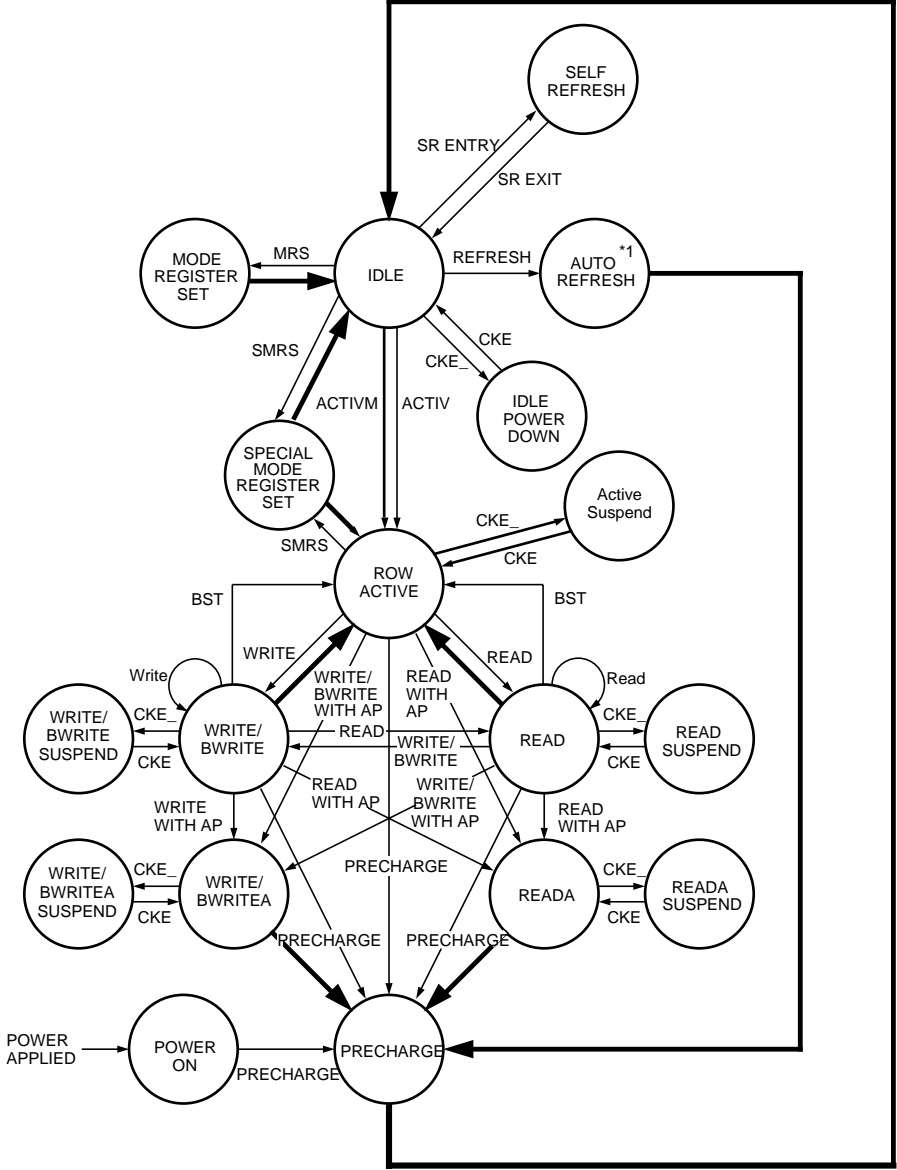 SELF
REFRESH
SR ENTRY
SR EXIT
MODE
REGISTER
SET
MRS
IDLE
REFRESH
AUTO *1
REFRESH
SMRS
CKE
CKE_
ACTIVM
ACTIV
IDLE
POWER
DOWN
SPECIAL
MODE
REGISTER
SET
Active
Suspend
CKE_
CKE
SMRS
ROW
ACTIVE
BST
BST
WRITE
READ
Write
WRITE/
BWRITE
WITH AP
READ
WITH
AP
Read
WRITE/
BWRITE
SUSPEND
CKE_
CKE
WRITE/
BWRITE
READ
WRITE/
BWRITE
READ
CKE_
CKE
READ
SUSPEND
WRITE
WITH AP
READ
WITH AP
WRITE/
BWRITE
WITH AP
READ
WITH AP
WRITE/
BWRITEA
SUSPEND
CKE_
CKE
WRITE/
BWRITEA
PRECHARGE
READA
CKE_
CKE
READA
SUSPEND
PRECHARGE
PRECHARGE
POWER
APPLIED
POWER
ON
PRECHARGE
PRECHARGE